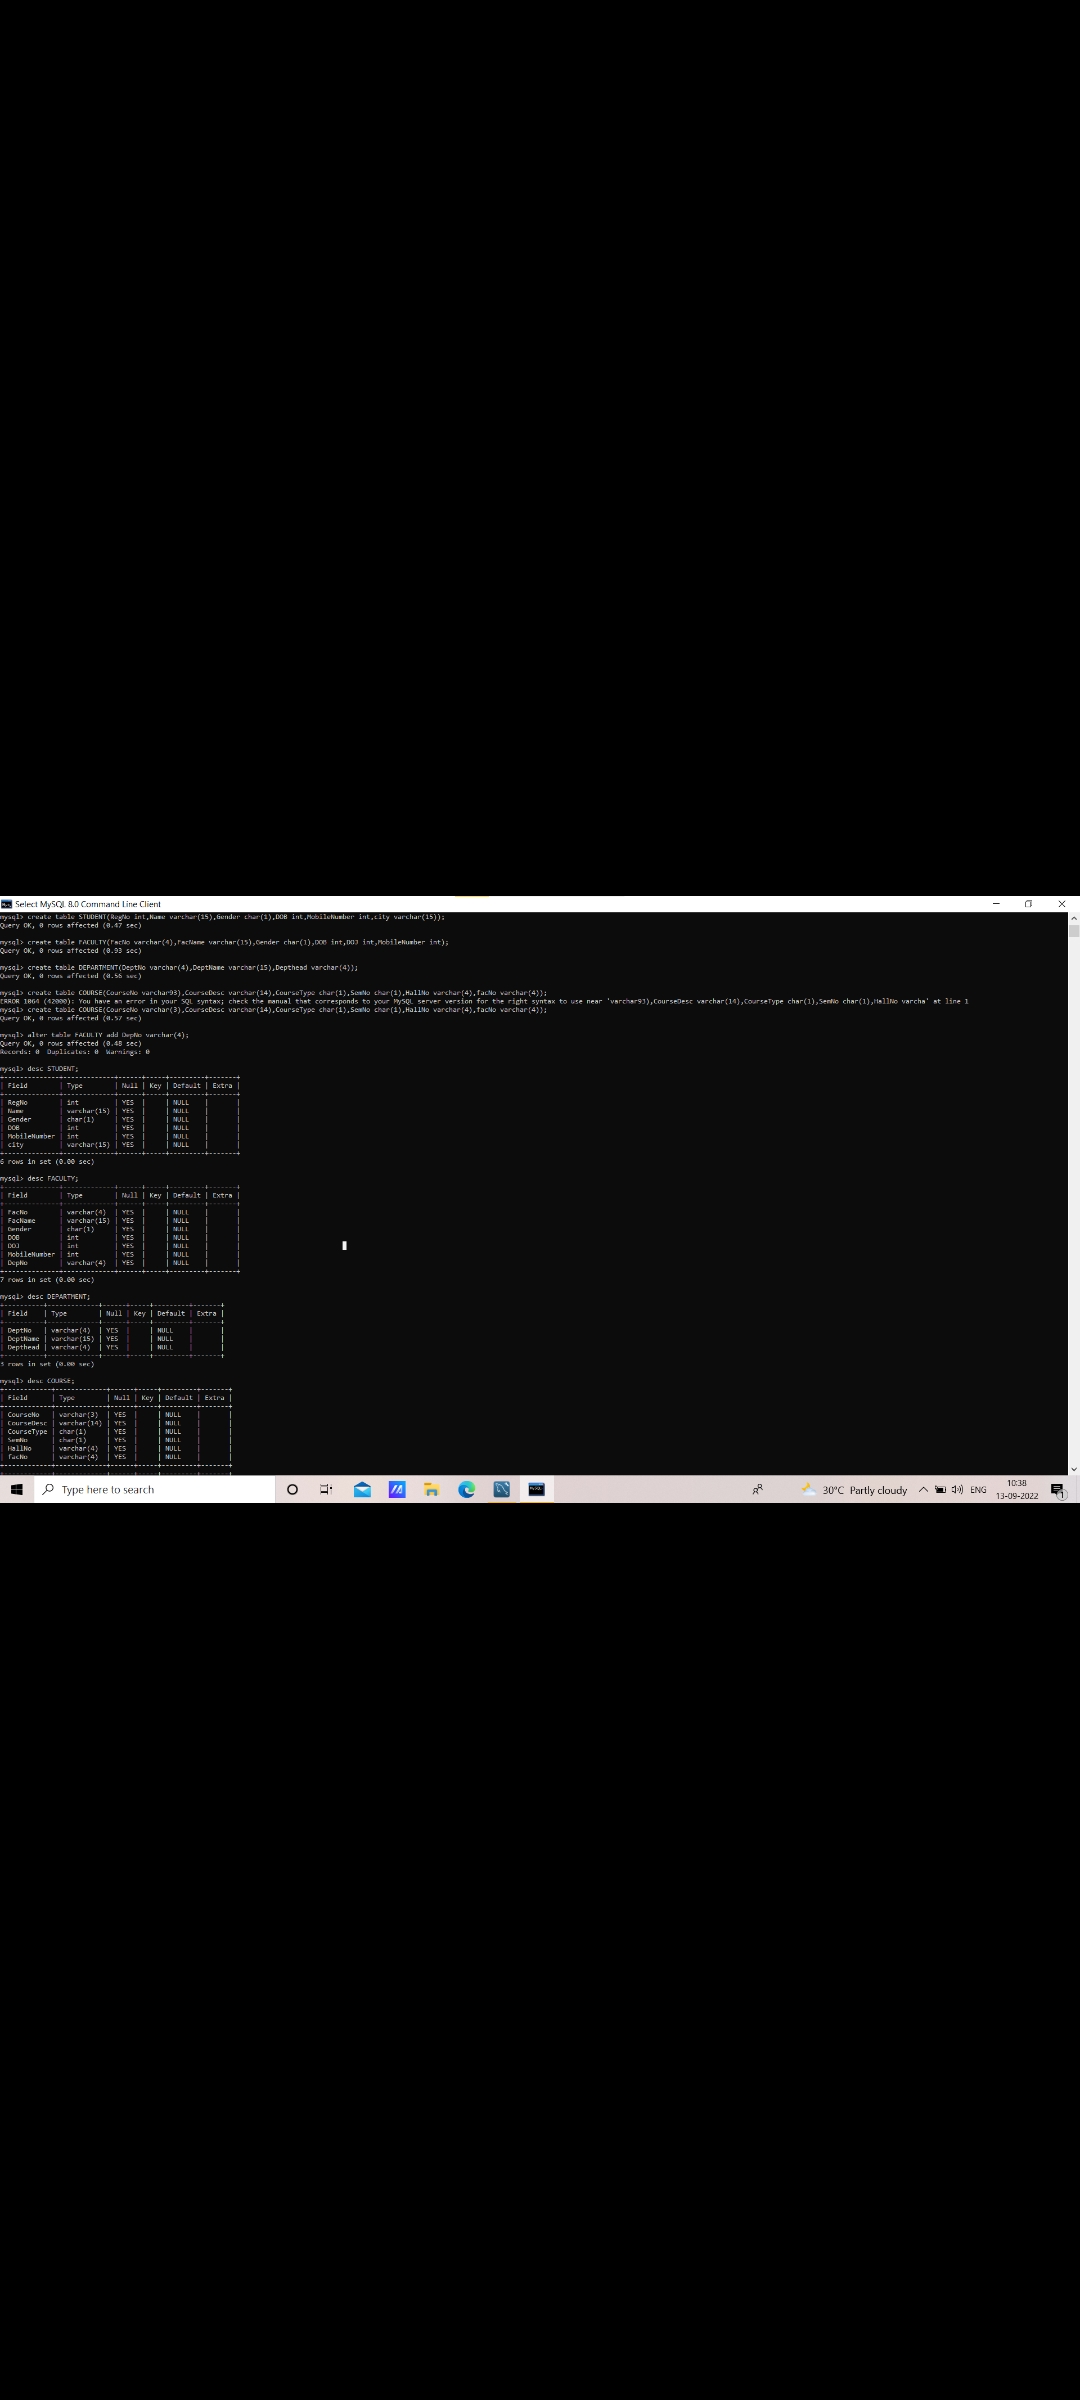 Select MySQL 8.0 Command Line Client
mysql> create table STUDENT(RegNo int,Name varchar(15),Gender char(1),DOB int,MobileNumber int,city varchar(15));
Query OK, 0 rows affected (0.47 sec)
mysql> create table FACULTY(FacNo varchar(4),FacName varchar(15),Gender char(1),DOB int,DOJ int,MobileNumber int);
Query OK, 0 rows affected (0.93 sec)
mysql> create table DEPARTMENT(DeptNo varchar(4),DeptName varchar(15),Depthead varchar(4));
Query OK, 0 rows affected (0.56 sec)
mysql> create table COURSE(CourseNo varchar93),CourseDesc varchar(14),CourseType char(1),SemNo char(1),HallNo varchar(4),facNo varchar(4));
ERROR 1064 (42000): You have an error in your SQL syntax; check the manual that corresponds to your MySQL server version for the right syntax to use near 'varchar93),CourseDesc varchar(14),CourseType char(1),SemNo char(1),HallNo varcha' at line 1
mysql> create table COURSE(CourseNo varchar(3),CourseDesc varchar(14),CourseType char(1),SemNo char(1),HallNo varchar(4),facNo varchar(4));
Query OK, 0 rows affected (0.57 sec)
mysql> alter table FACULTY add DepNo varchar(4);
Query OK, 0 rows affected (0.48 sec)
Records: 0 Duplicates: 0 Warnings: 0
mysql> desc STUDENT;
| Field | Type | Null | Key | Default | Extra |
| RegNo | int | YES | | NULL | |
| Name | varchar(15) | YES | | NULL | |
| Gender | char(1) | YES | | NULL | |
| DOB | int | YES | | NULL | |
| MobileNumber | int | YES | | NULL | |
| city | varchar(15) | YES | | NULL | |
6 rows in set (0.00 sec)
mysql> desc FACULTY;
| Field | Type | Null | Key | Default | Extra |
| FacNo | varchar(4) | YES | | NULL | |
| FacName | varchar(15) | YES | | NULL | |
| Gender | char(1) | YES | | NULL | |
| DOB | int | YES | | NULL | |
| DOJ | int | YES | | NULL | |
| MobileNumber | int | YES | | NULL | |
| DepNo | varchar(4) | YES | | NULL | |
7 rows in set (0.00 sec)
mysql> desc DEPARTMENT;
| Field | Type | Null | Key | Default | Extra |
| DeptNo | varchar(4) | YES | | NULL | |
| DeptName | varchar(15) | YES | | NULL | |
| Depthead | varchar(4) | YES | | NULL | |
3 rows in set (0.00 sec)
mysql> desc COURSE;
| Field | Type | Null | Key | Default | Extra |
| CourseNo | varchar(3) | YES | | NULL | |
| CourseDesc | varchar(14) | YES | | NULL | |
| CourseType | char(1) | YES | | NULL | |
| SemNo | char(1) | YES | | NULL | |
| HallNo | varchar(4) | YES | | NULL | |
| facNo | varchar(4) | YES | | NULL | |
Type here to search
30°C Partly cloudy
ENG
10:38
13-09-2022
1